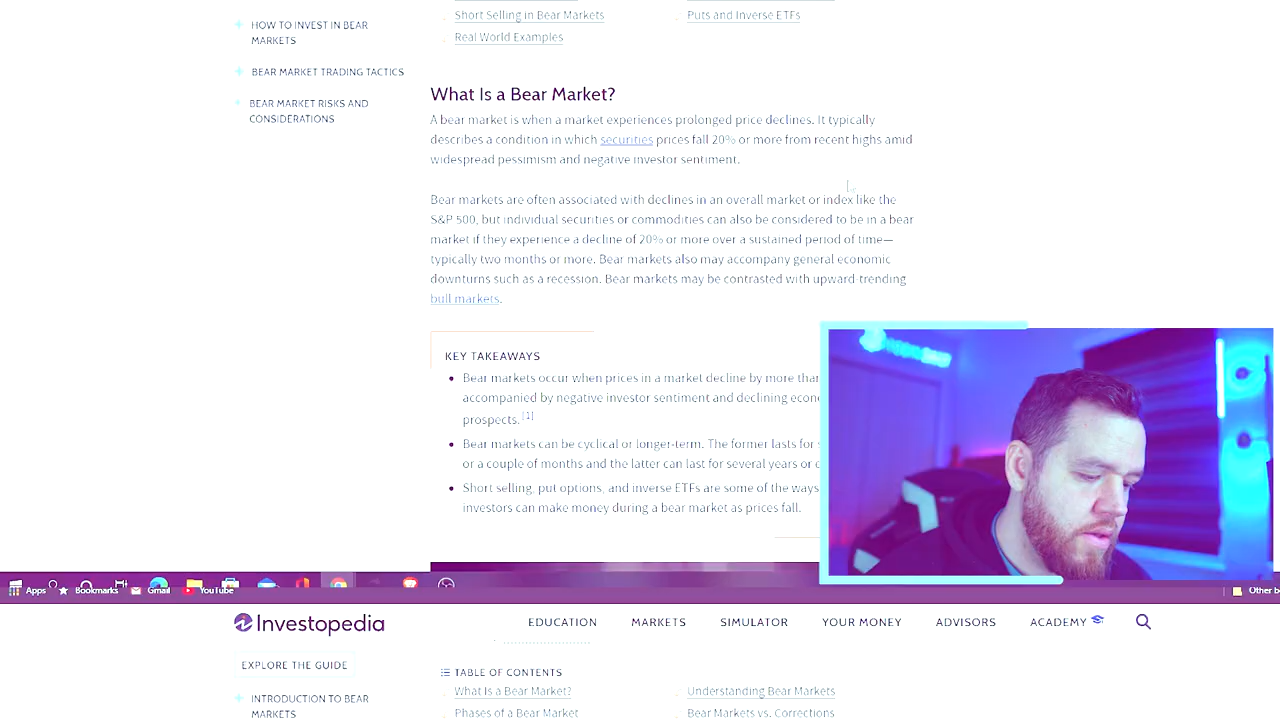 Short Selling in Bear Markets
Puts and Inverse ETFs
Real World Examples
HOW TO INVEST IN BEAR
MARKETS
BEAR MARKET TRADING TACTICS
BEAR MARKET RISKS AND
CONSIDERATIONS
What Is a Bear Market?
A bear market is when a market experiences prolonged price declines. It typically
describes a condition in which securities prices fall 20% or more from recent highs amid
widespread pessimism and negative investor sentiment.
Bear markets are often associated with declines in an overall market or index like the
S&P 500, but individual securities or commodities can also be considered to be in a bear
market if they experience a decline of 20% or more over a sustained period of time—
typically two months or more. Bear markets also may accompany general economic
downturns such as a recession. Bear markets may be contrasted with upward-trending
bull markets.
KEY TAKEAWAYS
Bear markets occur when prices in a market decline by more than
accompanied by negative investor sentiment and declining
prospects. [1]
Bear markets can be cyclical or longer-term. The former lasts for
or a couple of months and the latter can last for several years or
Short selling, put options, and inverse ETFs are some of the ways
investors can make money during a bear market as prices fall.
Apps
Bookmarks
Gmail
YouTube
Other
Investopedia
EDUCATION
MARKETS
SIMULATOR
YOUR MONEY
ADVISORS
ACADEMY
EXPLORE THE GUIDE
TABLE OF CONTENTS
What Is a Bear Market?
Understanding Bear Markets
Phases of a Bear Market
Bear Markets vs. Corrections
INTRODUCTION TO BEAR
MARKETS